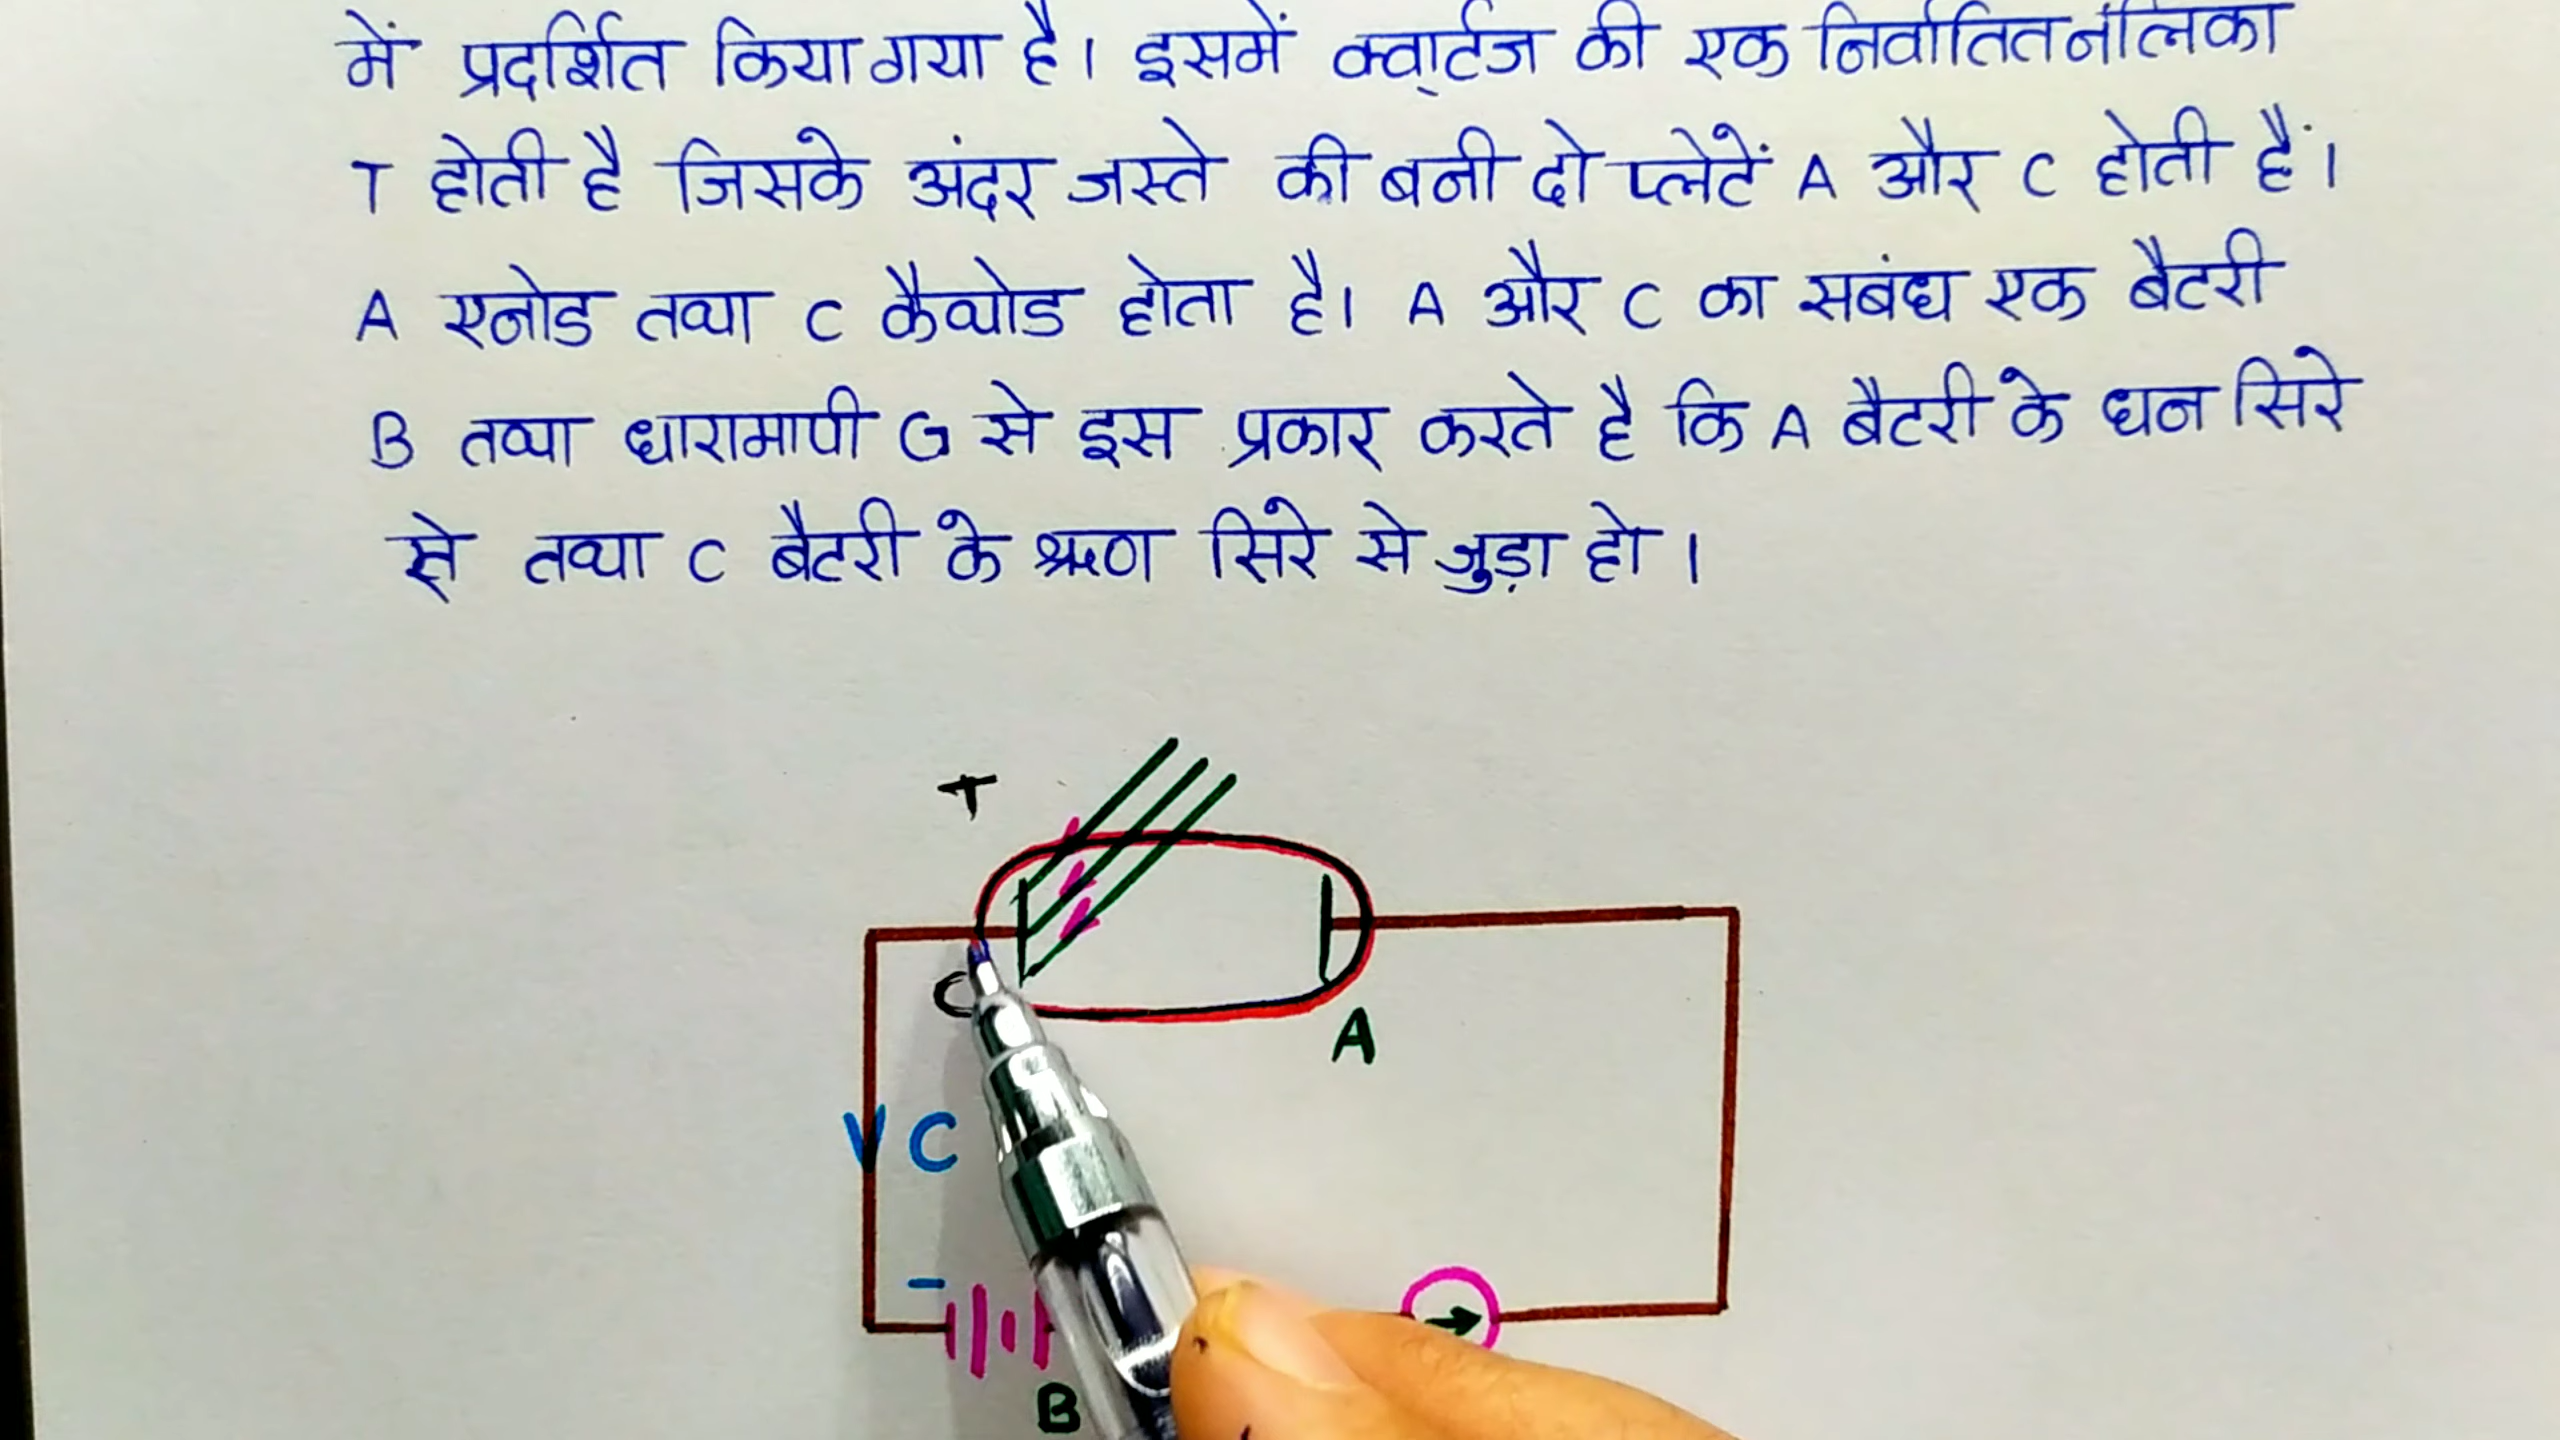 में प्रदर्शित किया गया है। इसमें क्वार्टज की एक निर्वातित नलिका
T होती है जिसके अंदर जस्ते की बनी दो प्लेटें A और C होती हैं।
A एनोड तथा C कैथोड होता है। A और C का सबंध एक बैटरी
B तथा धारामापी G से इस प्रकार करते है कि A बैटरी के धन सिरे
से तथा C बैटरी के ऋण सिरे से जुड़ा हो।
T
C
A
V C
-
B